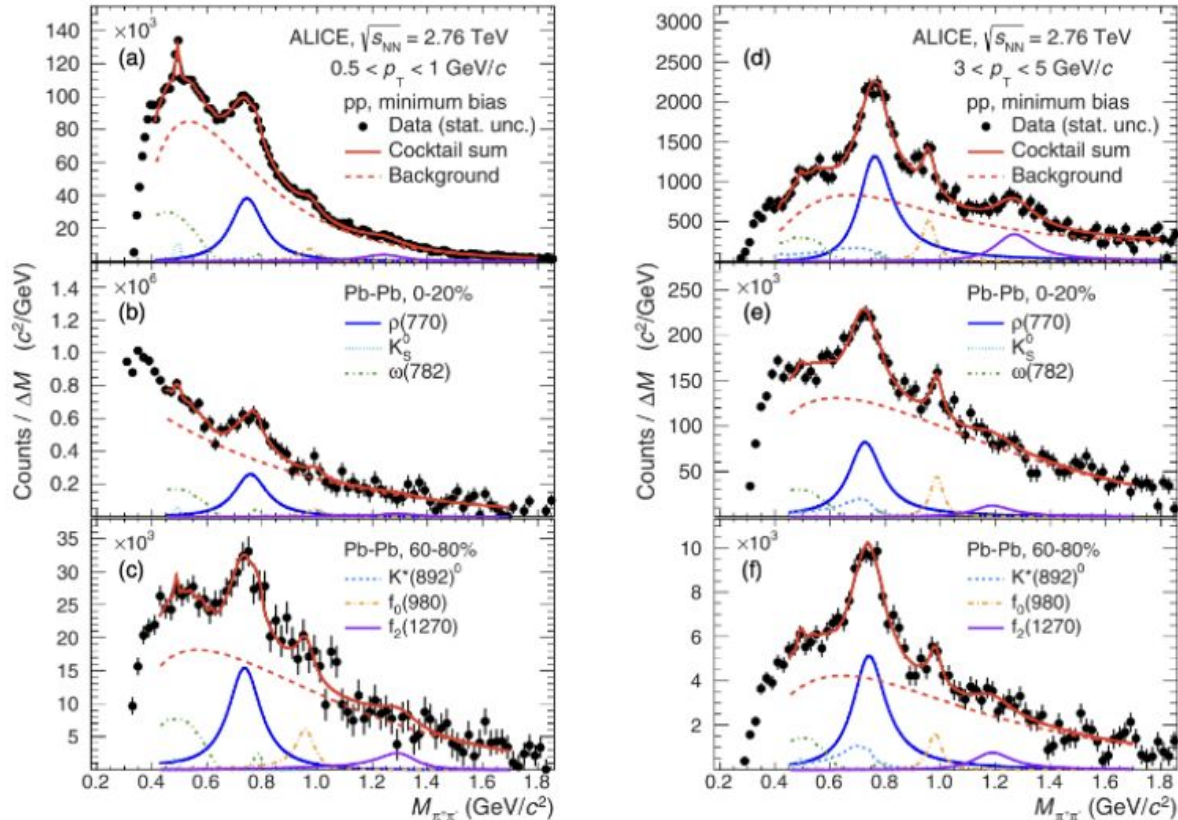 ×10³
140
120
100
80
60
40
20
(a)
ALICE, √s_NN = 2.76 TeV
0.5 < p_T < 1 GeV/c
pp, minimum bias
Data (stat. unc.)
Cocktail sum
Background
×10⁶
1.4
1.2
1.0
0.8
0.6
0.4
0.2
(b)
Pb-Pb, 0-20%
ρ(770)
K⁰_S
ω(782)
×10³
35
30
25
20
15
10
5
(c)
Pb-Pb, 60-80%
K*(892)⁰
f₀(980)
f₂(1270)
Counts / ΔM (c²/GeV)
0.2 0.4 0.6 0.8 1.0 1.2 1.4 1.6 1.8
M_π⁺π⁻ (GeV/c²)
3000
2500
2000
1500
1000
500
(d)
ALICE, √s_NN = 2.76 TeV
3 < p_T < 5 GeV/c
pp, minimum bias
Data (stat. unc.)
Cocktail sum
Background
×10³
250
200
150
100
50
(e)
Pb-Pb, 0-20%
ρ(770)
K⁰_S
ω(782)
×10³
10
8
6
4
2
(f)
Pb-Pb, 60-80%
K*(892)⁰
f₀(980)
f₂(1270)
Counts / ΔM (c²/GeV)
0.2 0.4 0.6 0.8 1.0 1.2 1.4 1.6 1.8
M_π⁺π⁻ (GeV/c²)